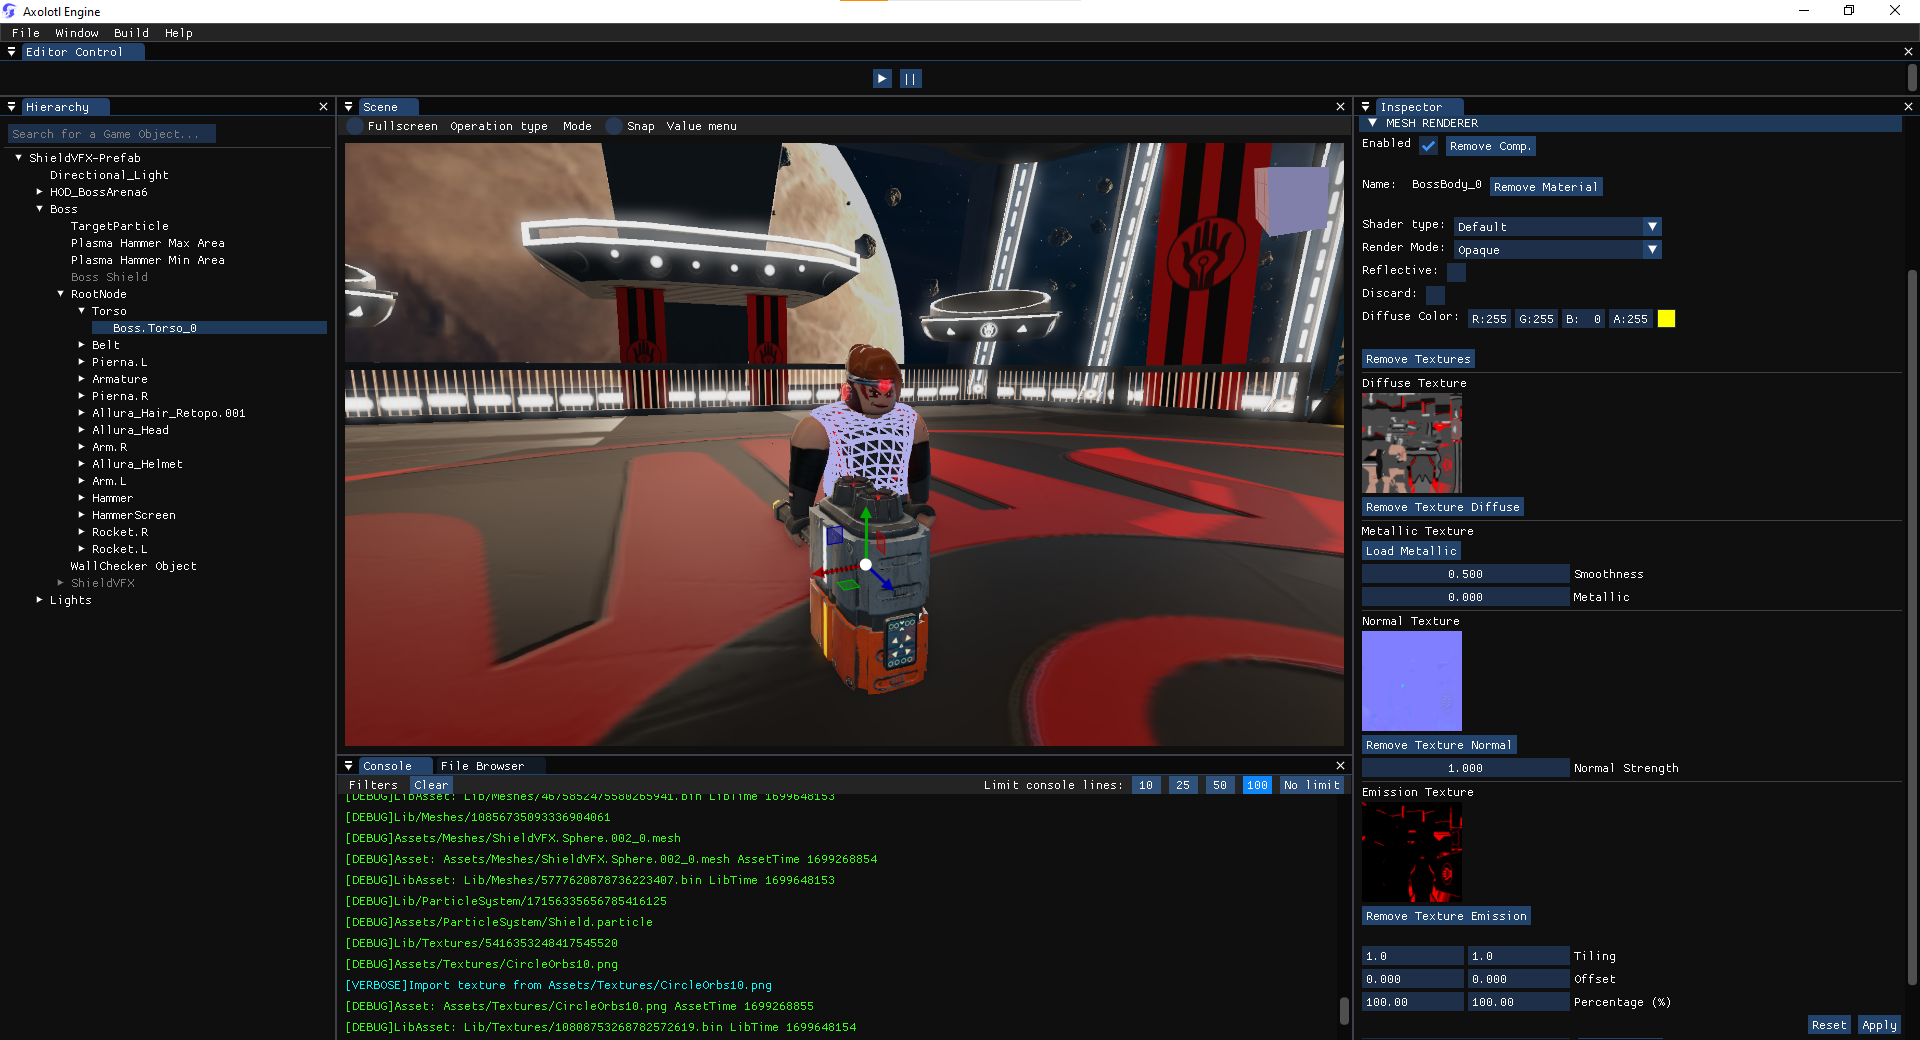 Axolotl Engine
File Window Build Help
Editor Control
Hierarchy
Search for a Game Object...
ShieldVFX-Prefab
Directional_Light
HOD_BossArena6
Boss
TargetParticle
Plasma Hammer Max Area
Plasma Hammer Min Area
Boss Shield
RootNode
Torso
Boss.Torso_0
Belt
Pierna.L
Armature
Pierna.R
Allura_Hair_Retopo.001
Allura_Head
Arm.R
Allura_Helmet
Arm.L
Hammer
HammerScreen
Rocket.R
Rocket.L
WallChecker Object
ShieldVFX
Lights
Scene
Fullscreen Operation type Mode Snap Value menu
Console File Browser
Filters Clear Limit console lines: 10 25 50 100 No limit
[DEBUG]LibAsset: Lib/Meshes/4675852475580265941.bin LibTime 1699648153
[DEBUG]Lib/Meshes/10856735093336904061
[DEBUG]Assets/Meshes/ShieldVFX.Sphere.002_0.mesh
[DEBUG]Asset: Assets/Meshes/ShieldVFX.Sphere.002_0.mesh AssetTime 1699268854
[DEBUG]LibAsset: Lib/Meshes/5777620878736223407.bin LibTime 1699648153
[DEBUG]Lib/ParticleSystem/17156335656785416125
[DEBUG]Assets/ParticleSystem/Shield.particle
[DEBUG]Lib/Textures/5416353248417545520
[DEBUG]Assets/Textures/CircleOrbs10.png
[VERBOSE]Import texture from Assets/Textures/CircleOrbs10.png
[DEBUG]Asset: Assets/Textures/CircleOrbs10.png AssetTime 1699268855
[DEBUG]LibAsset: Lib/Textures/10808753268782572619.bin LibTime 1699648154
Inspector
MESH RENDERER
Enabled Remove Comp.
Name: BossBody_0 Remove Material
Shader type: Default
Render Mode: Opaque
Reflective:
Discard:
Diffuse Color: R:255 G:255 B: 0 A:255
Remove Textures
Diffuse Texture
Remove Texture Diffuse
Metallic Texture
Load Metallic
0.500 Smoothness
0.000 Metallic
Normal Texture
Remove Texture Normal
1.000 Normal Strength
Emission Texture
Remove Texture Emission
1.0 1.0 Tiling
0.000 0.000 Offset
100.00 100.00 Percentage (%)
Reset Apply